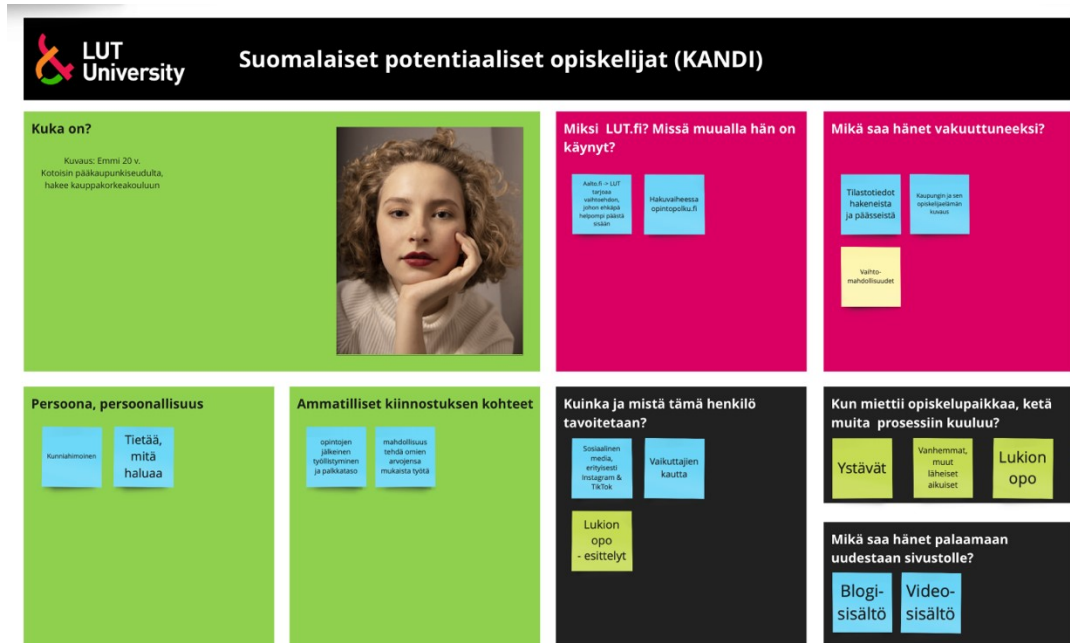 LUT
University
Suomalaiset potentiaaliset opiskelijat (KANDI)
Kuka on?
Kuvaus: Emmi 20 v.
Kotoisin pääkaupunkiseudulta,
hakee kauppakorkeakouluun
Miksi LUT.fi? Missä muualla hän on
käynyt?
Aalto.fi -> LUT
tarjoaa
vaihtoehdon,
johon ehkäpä
helpompi päästä
sisään
Hakuvaiheessa
opintopolku.fi
Mikä saa hänet vakuuttuneeksi?
Tilastotiedot
hakeneista
ja päässeistä
Kaupungin ja sen
opiskelijaelämän
kuvaus
Vaihto-
mahdollisuudet
Persoona, persoonallisuus
Kunniahimoinen
Tietää,
mitä
haluaa
Ammatilliset kiinnostuksen kohteet
opintojen
jälkeinen
työllistyminen
ja palkkataso
mahdollisuus
tehdä omien
arvojensa
mukaista työtä
Kuinka ja mistä tämä henkilö
tavoitetaan?
Sosiaalinen
media,
erityisesti
Instagram &
TikTok
Vaikuttajien
kautta
Lukion
opo
- esittelyt
Kun miettii opiskelupaikkaa, ketä
muita prosessiin kuuluu?
Ystävät
Vanhemmat,
muut
läheiset
aikuiset
Lukion
opo
Mikä saa hänet palaamaan
uudestaan sivustolle?
Blogi-
sisältö
Video-
sisältö